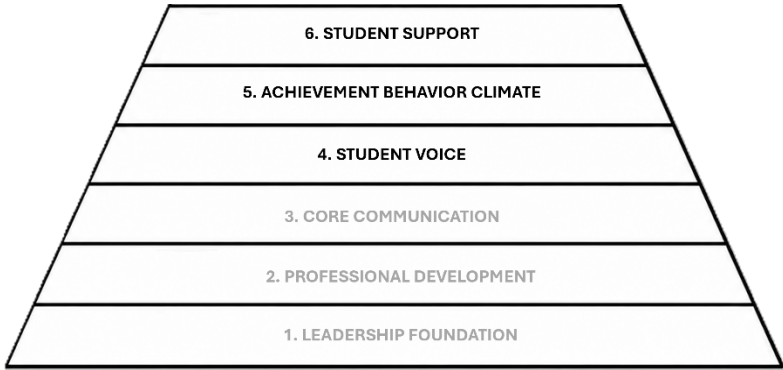 6. STUDENT SUPPORT
5. ACHIEVEMENT BEHAVIOR CLIMATE
4. STUDENT VOICE
3. CORE COMMUNICATION
2. PROFESSIONAL DEVELOPMENT
1. LEADERSHIP FOUNDATION